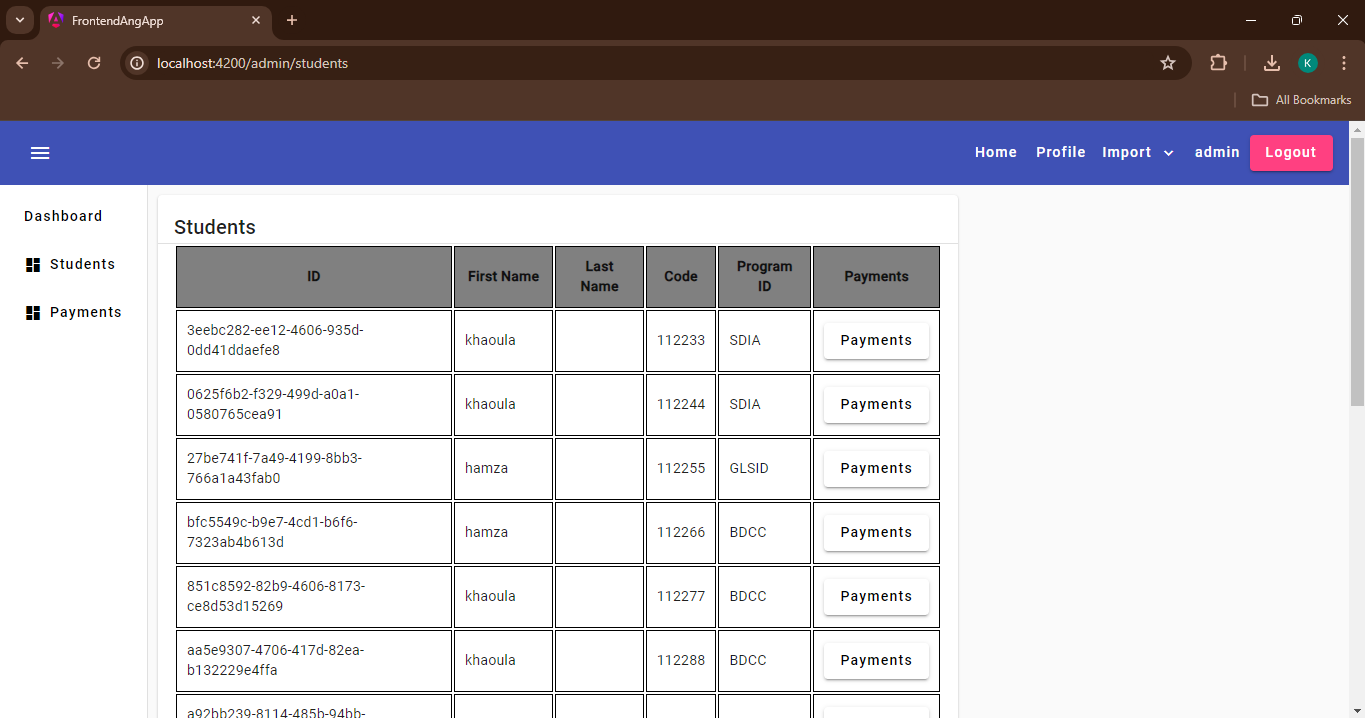 FrontendAngApp
localhost:4200/admin/students
K
All Bookmarks
Home Profile Import admin Logout
Dashboard
Students
Payments
Students
ID First Name Last Name Code Program ID Payments
3eebc282-ee12-4606-935d-
0dd41ddaefe8
khaoula 112233 SDIA Payments
0625f6b2-f329-499d-a0a1-
0580765cea91
khaoula 112244 SDIA Payments
27be741f-7a49-4199-8bb3-
766a1a43fab0
hamza 112255 GLSID Payments
bfc5549c-b9e7-4cd1-b6f6-
7323ab4b613d
hamza 112266 BDCC Payments
851c8592-82b9-4606-8173-
ce8d53d15269
khaoula 112277 BDCC Payments
aa5e9307-4706-417d-82ea-
b132229e4ffa
khaoula 112288 BDCC Payments
a92bb239-8114-485b-94bb-